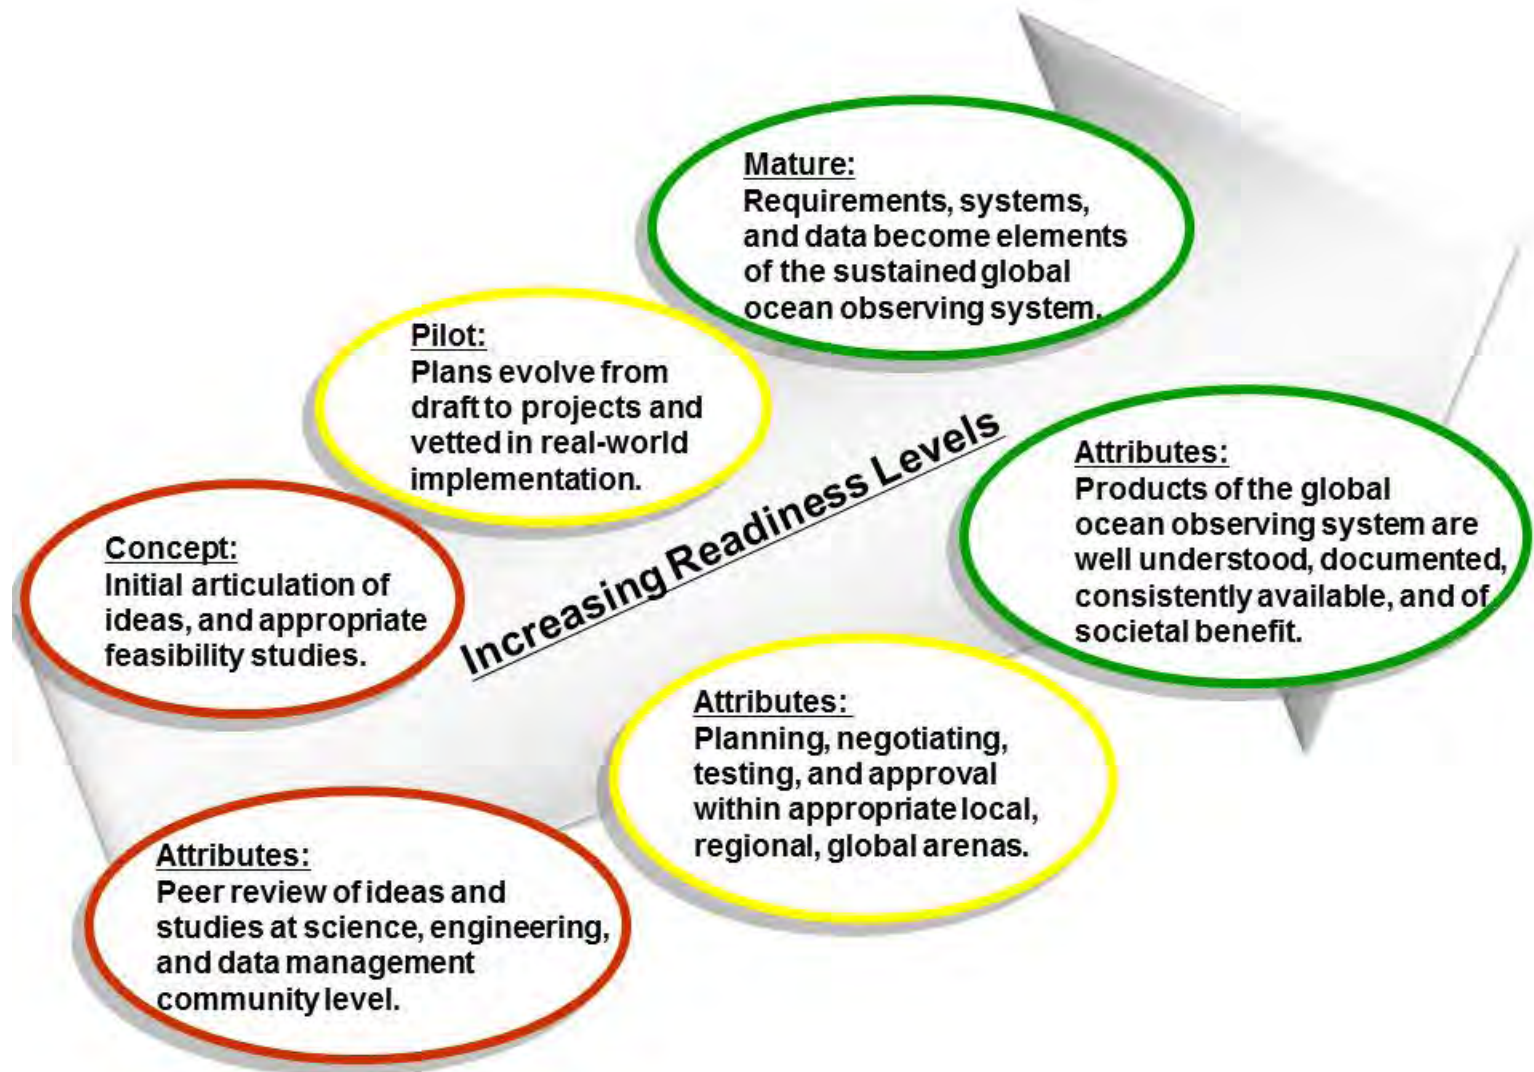 Mature:
Requirements, systems,
and data become elements
of the sustained global
ocean observing system.
Pilot:
Plans evolve from
draft to projects and
vetted in real-world
implementation.
Concept:
Initial articulation of
ideas, and appropriate
feasibility studies.
Increasing Readiness Levels
Attributes:
Products of the global
ocean observing system are
well understood, documented,
consistently available, and of
societal benefit.
Attributes:
Planning, negotiating,
testing, and approval
within appropriate local,
regional, global arenas.
Attributes:
Peer review of ideas and
studies at science, engineering,
and data management
community level.